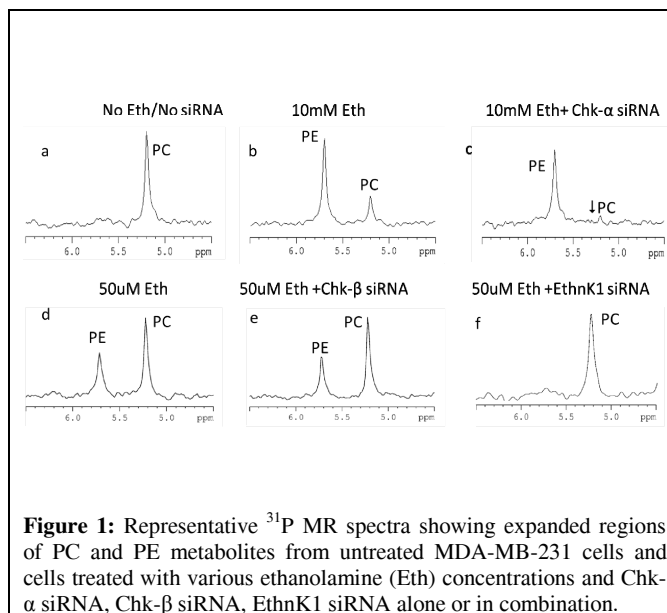 No Eth/No siRNA
10mM Eth
10mM Eth+ Chk-α siRNA
a
PC
6.0 5.5 5.0 ppm
b
PE
PC
6.0 5.5 5.0 ppm
c
PE
↓PC
6.0 5.5 5.0 ppm
50uM Eth
50uM Eth +Chk-β siRNA
50uM Eth +EthnK1 siRNA
d
PE
PC
6.0 5.5 5.0 ppm
e
PE
PC
6.0 5.5 5.0 ppm
f
PC
6.0 5.5 5.0 ppm
Figure 1: Representative ³¹P MR spectra showing expanded regions
of PC and PE metabolites from untreated MDA-MB-231 cells and
cells treated with various ethanolamine (Eth) concentrations and Chk-
α siRNA, Chk-β siRNA, EthnK1 siRNA alone or in combination.